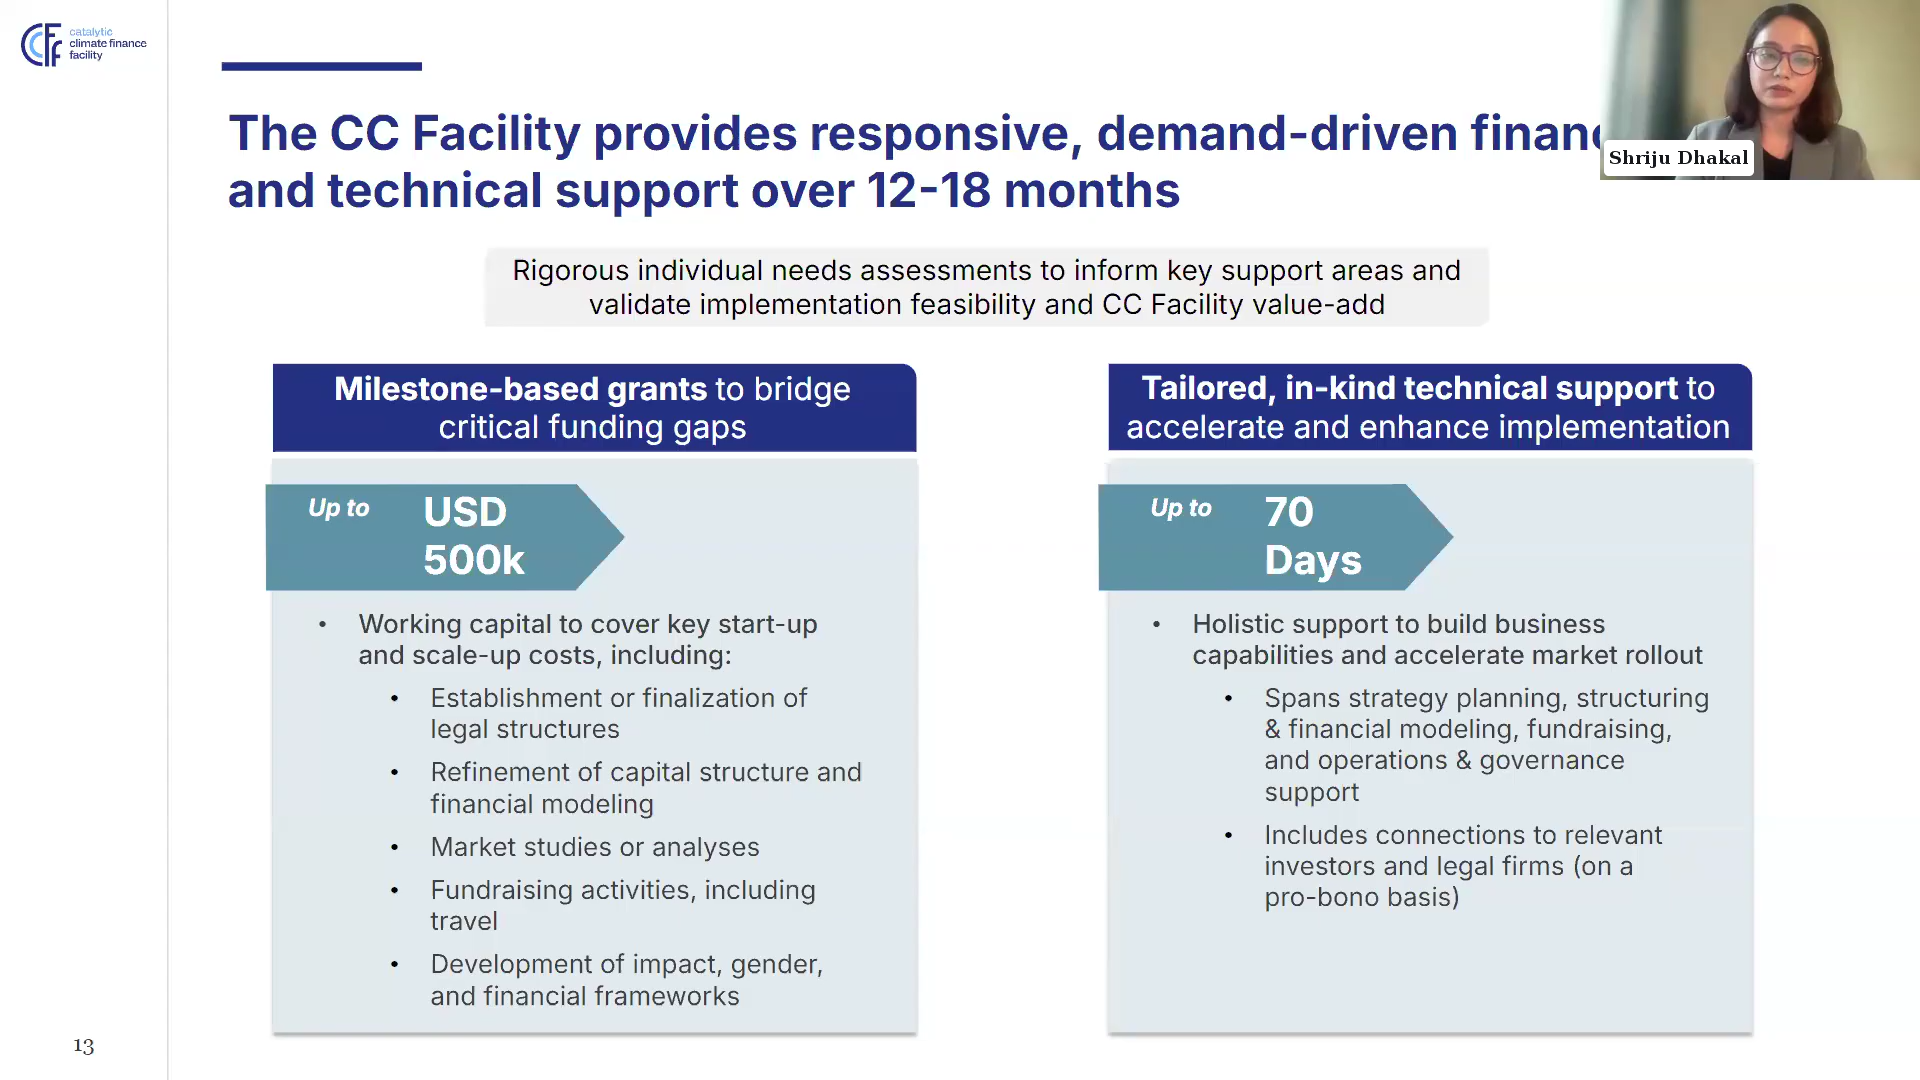 catalytic
climate finance
facility
The CC Facility provides responsive, demand-driven
and technical support over 12-18 months
Shriju Dhakal
Rigorous individual needs assessments to inform key support areas and
validate implementation feasibility and CC Facility value-add
Milestone-based grants to bridge
critical funding gaps
Up to USD
500k
• Working capital to cover key start-up
and scale-up costs, including:
• Establishment or finalization of
legal structures
• Refinement of capital structure and
financial modeling
• Market studies or analyses
• Fundraising activities, including
travel
• Development of impact, gender,
and financial frameworks
Tailored, in-kind technical support to
accelerate and enhance implementation
Up to 70
Days
• Holistic support to build business
capabilities and accelerate market rollout
• Spans strategy planning, structuring
& financial modeling, fundraising,
and operations & governance
support
• Includes connections to relevant
investors and legal firms (on a
pro-bono basis)
13